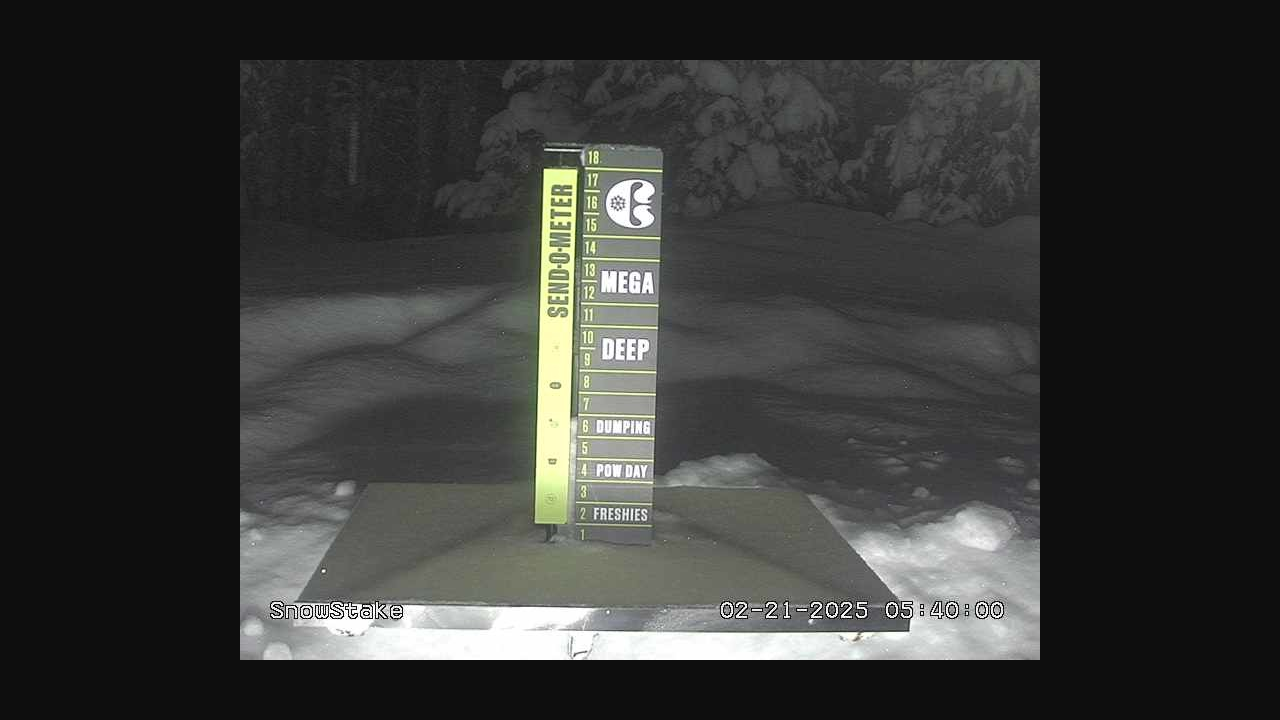 SEND-O-METER
18
17
16
15
14
13
12
MEGA
11
10
9
DEEP
8
7
6 DUMPING
5
4 POW DAY
3
2 FRESHIES
1
SnowStake
02-21-2025 05:40:00